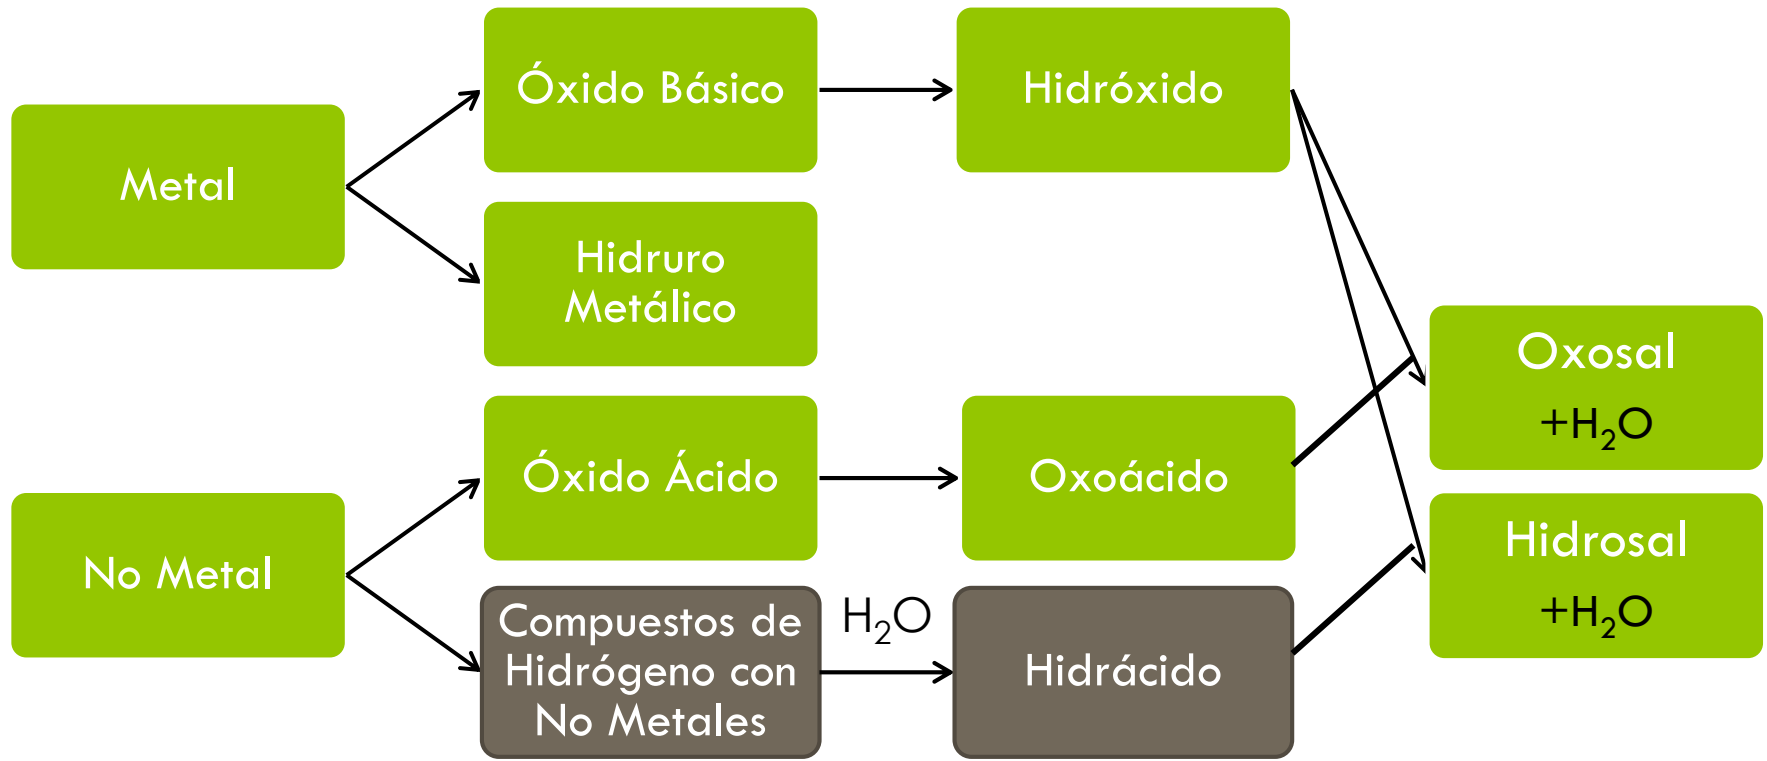 Óxido Básico
Hidróxido
Metal
Hidruro
Metálico
Oxosal
+H₂O
Óxido Ácido
Oxoácido
No Metal
Hidrosal
+H₂O
Compuestos de
Hidrógeno con
No Metales
H₂O
Hidrácido